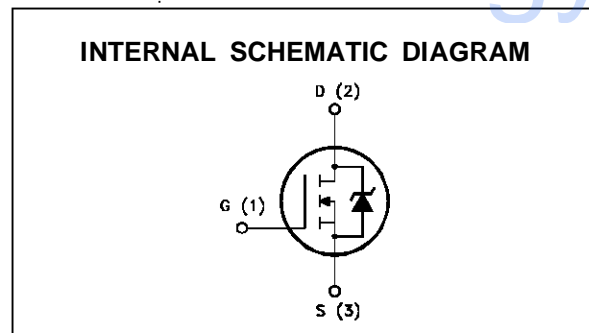 INTERNAL SCHEMATIC DIAGRAM
D (2)
G (1)
S (3)